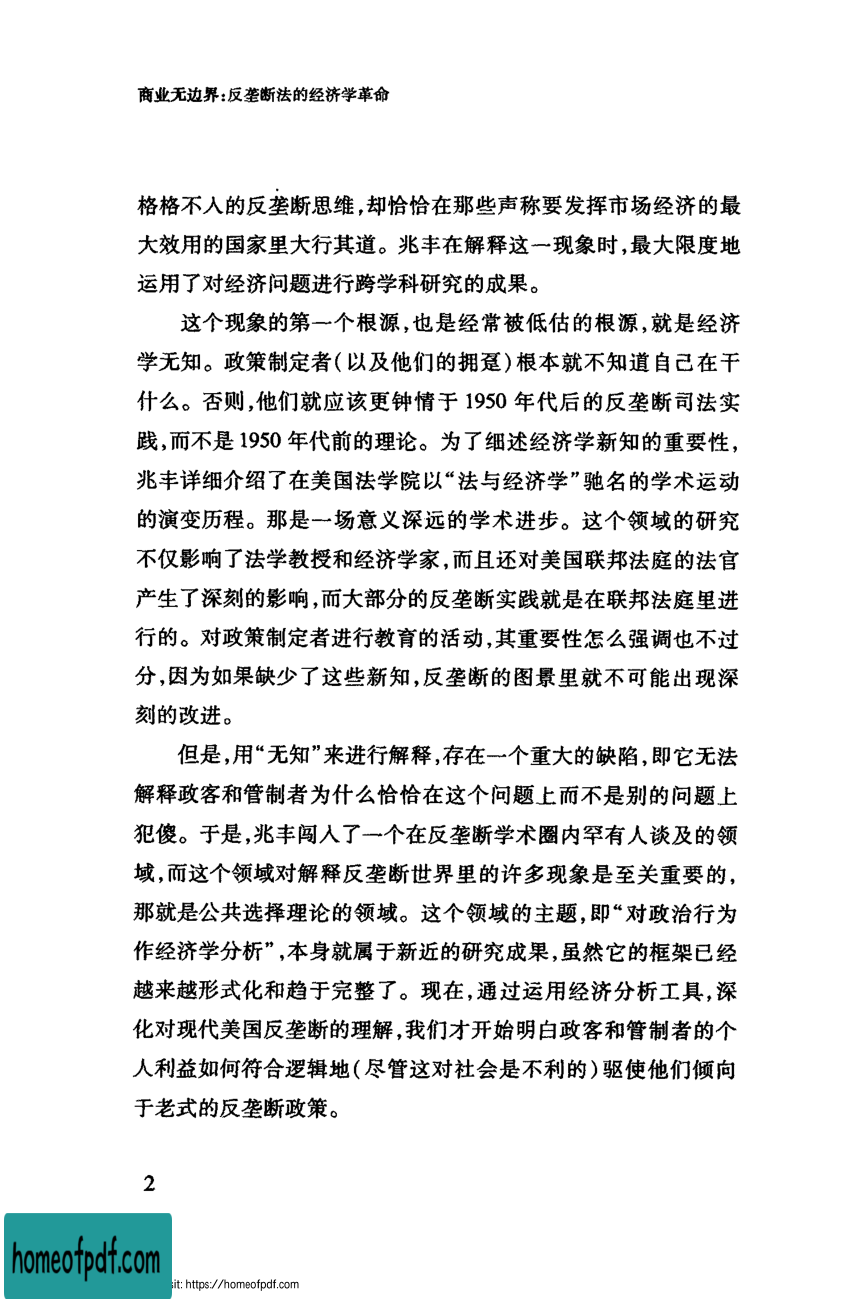 商业无边界:反垄断法的经济学革命
格格不入的反垄断思维,却恰恰在那些声称要发挥市场经济的最
大效用的国家里大行其道。兆丰在解释这一现象时,最大限度地
运用了对经济问题进行跨学科研究的成果。
这个现象的第一个根源,也是经常被低估的根源,就是经济
学无知。政策制定者(以及他们的拥趸)根本就不知道自己在干
什么。否则,他们就应该更钟情于1950年代后的反垄断司法实
践,而不是1950年代前的理论。为了细述经济学新知的重要性,
兆丰详细介绍了在美国法学院以“法与经济学”驰名的学术运动
的演变历程。那是一场意义深远的学术进步。这个领域的研究
不仅影响了法学教授和经济学家,而且还对美国联邦法庭的法官
产生了深刻的影响,而大部分的反垄断实践就是在联邦法庭里进
行的。对政策制定者进行教育的活动,其重要性怎么强调也不过
分,因为如果缺少了这些新知,反垄断的图景里就不可能出现深
刻的改进。
但是,用“无知”来进行解释,存在一个重大的缺陷,即它无法
解释政客和管制者为什么恰恰在这个问题上而不是别的问题上
犯傻。于是,兆丰闯入了一个在反垄断学术圈内罕有人谈及的领
域,而这个领域对解释反垄断世界里的许多现象是至关重要的,
那就是公共选择理论的领域。这个领域的主题,即“对政治行为
作经济学分析”,本身就属于新近的研究成果,虽然它的框架已经
越来越形式化和趋于完整了。现在,通过运用经济分析工具,深
化对现代美国反垄断的理解,我们才开始明白政客和管制者的个
人利益如何符合逻辑地(尽管这对社会是不利的)驱使他们倾向
于老式的反垄断政策。
2
homeofpdf.com
sit: https://homeofpdf.com